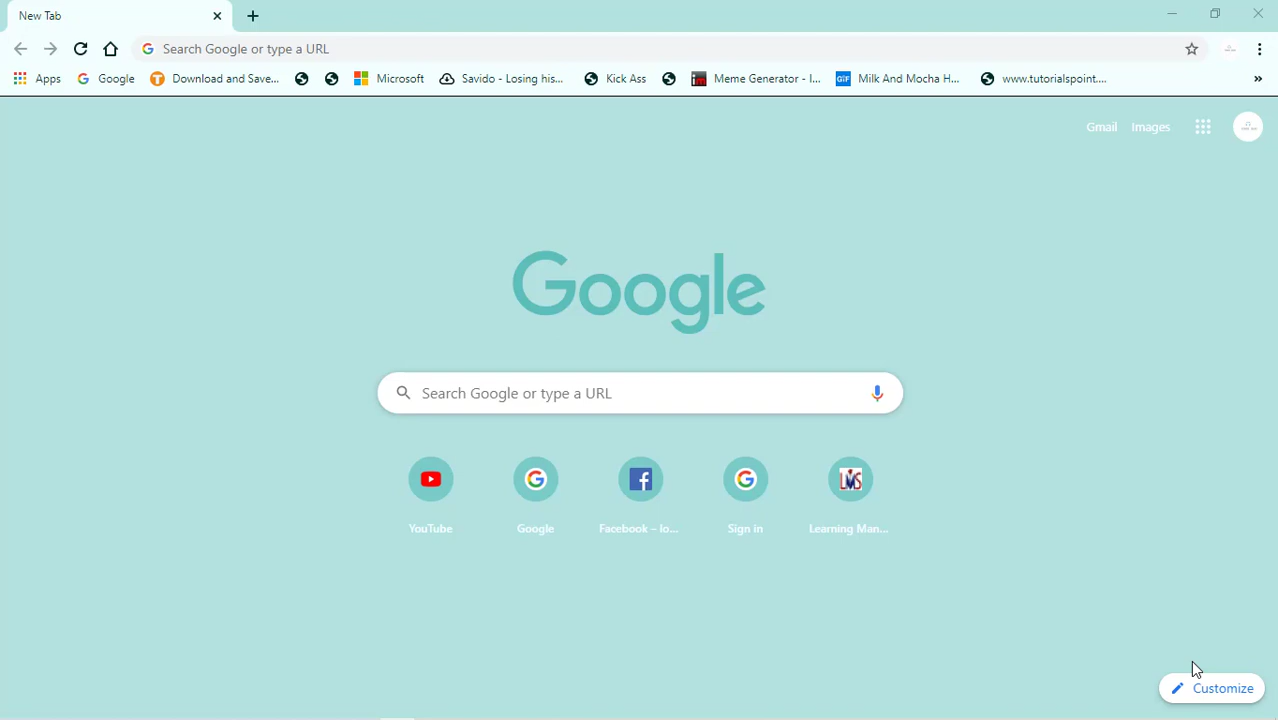 New Tab
Search Google or type a URL
Apps Google Download and Save... Microsoft Savido - Losing his... Kick Ass Meme Generator - I... Milk And Mocha H... www.tutorialspoint....
Gmail Images
Google
Search Google or type a URL
YouTube Google Facebook – lo... Sign in Learning Man...
Customize